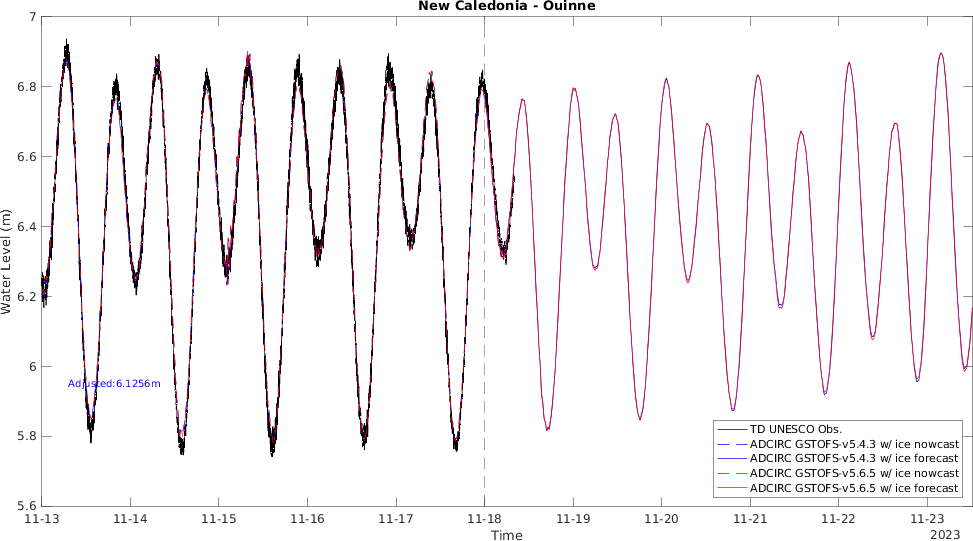 New Caledonia - Ouinne
Water Level (m)
7
6.8
6.6
6.4
6.2
6
5.8
5.6
Adjusted:6.1256m
TD UNESCO Obs.
ADCIRC GSTOFS-v5.4.3 w/ ice nowcast
ADCIRC GSTOFS-v5.4.3 w/ ice forecast
ADCIRC GSTOFS-v5.6.5 w/ ice nowcast
ADCIRC GSTOFS-v5.6.5 w/ ice forecast
11-13 11-14 11-15 11-16 11-17 11-18 11-19 11-20 11-21 11-22 11-23
Time
2023